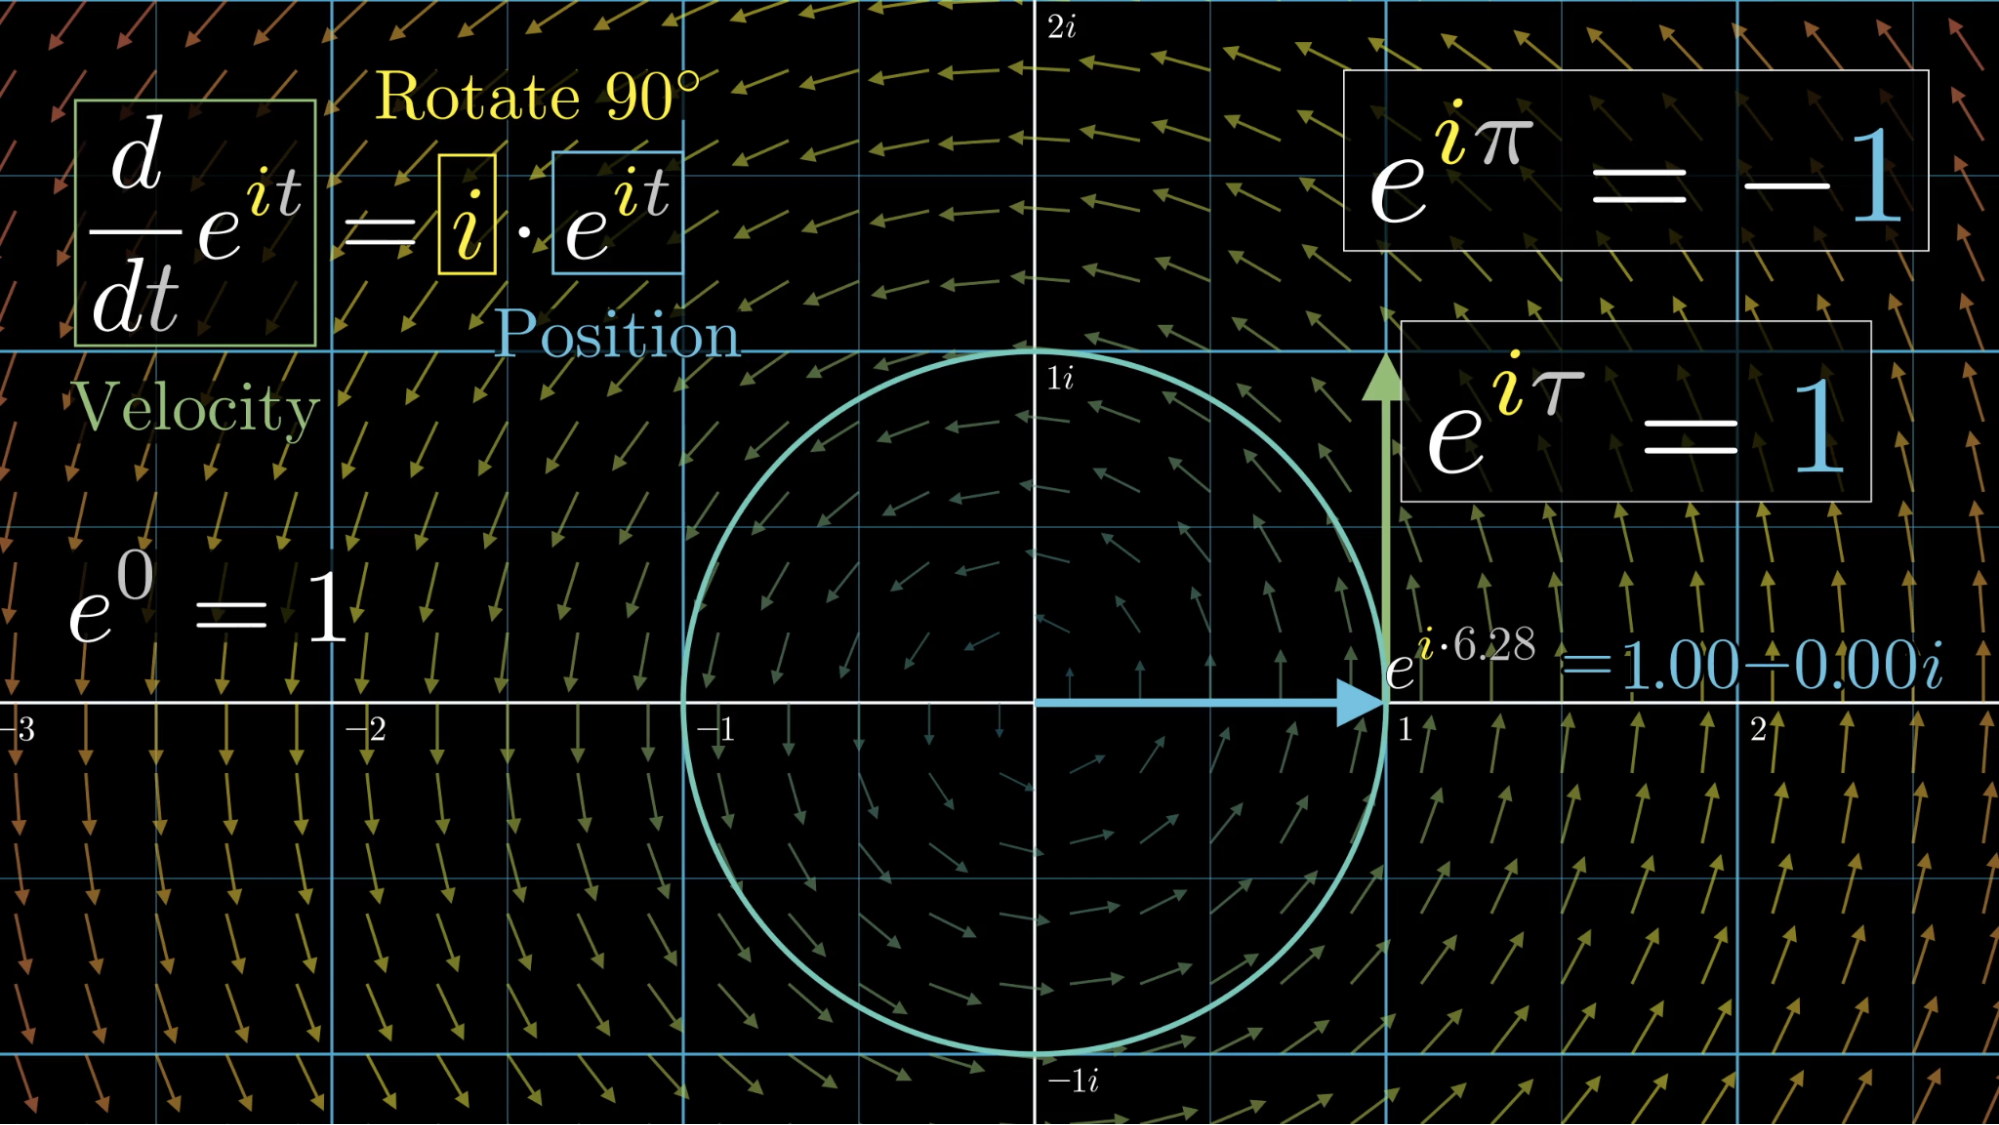 2i
Rotate 90°
d/dt e^{it} = i · e^{it}
Position
Velocity
e^0 = 1
e^{iπ} = −1
e^{iτ} = 1
1i
e^{i·6.28} = 1.00−0.00i
−3 −2 −1 1 2
−1i